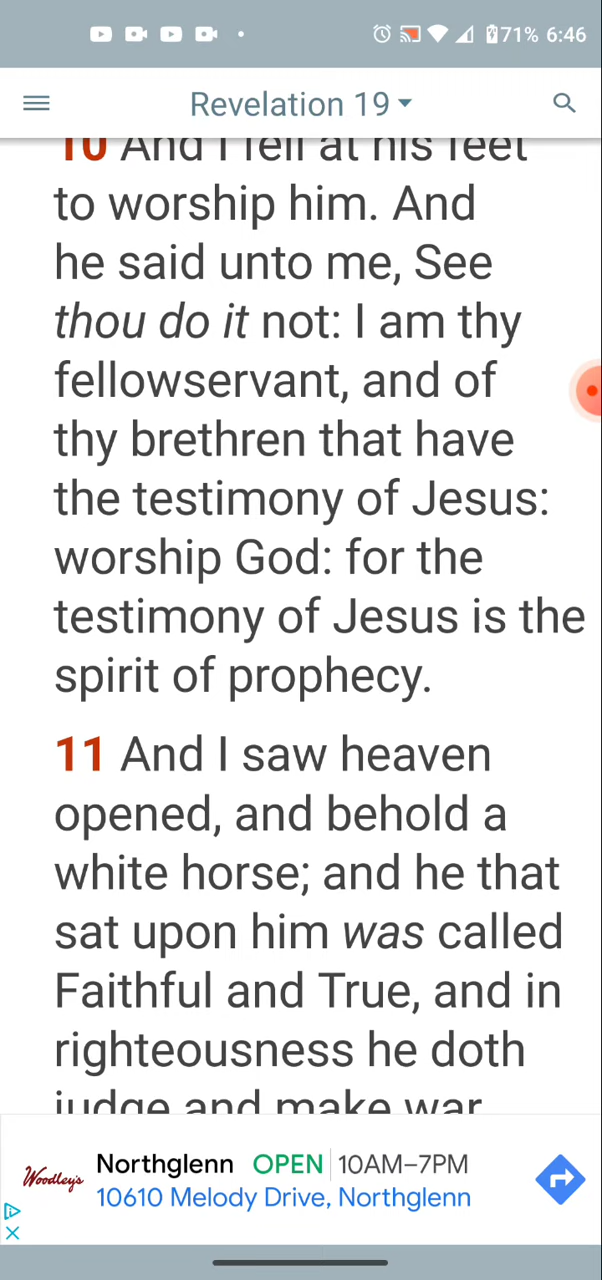 71% 6:46
Revelation 19
10 And I fell at his feet
to worship him. And
he said unto me, See
thou do it not: I am thy
fellowservant, and of
thy brethren that have
the testimony of Jesus:
worship God: for the
testimony of Jesus is the
spirit of prophecy.
11 And I saw heaven
opened, and behold a
white horse; and he that
sat upon him was called
Faithful and True, and in
righteousness he doth
judge and make war
Woodley's
Northglenn OPEN 10AM–7PM
10610 Melody Drive, Northglenn